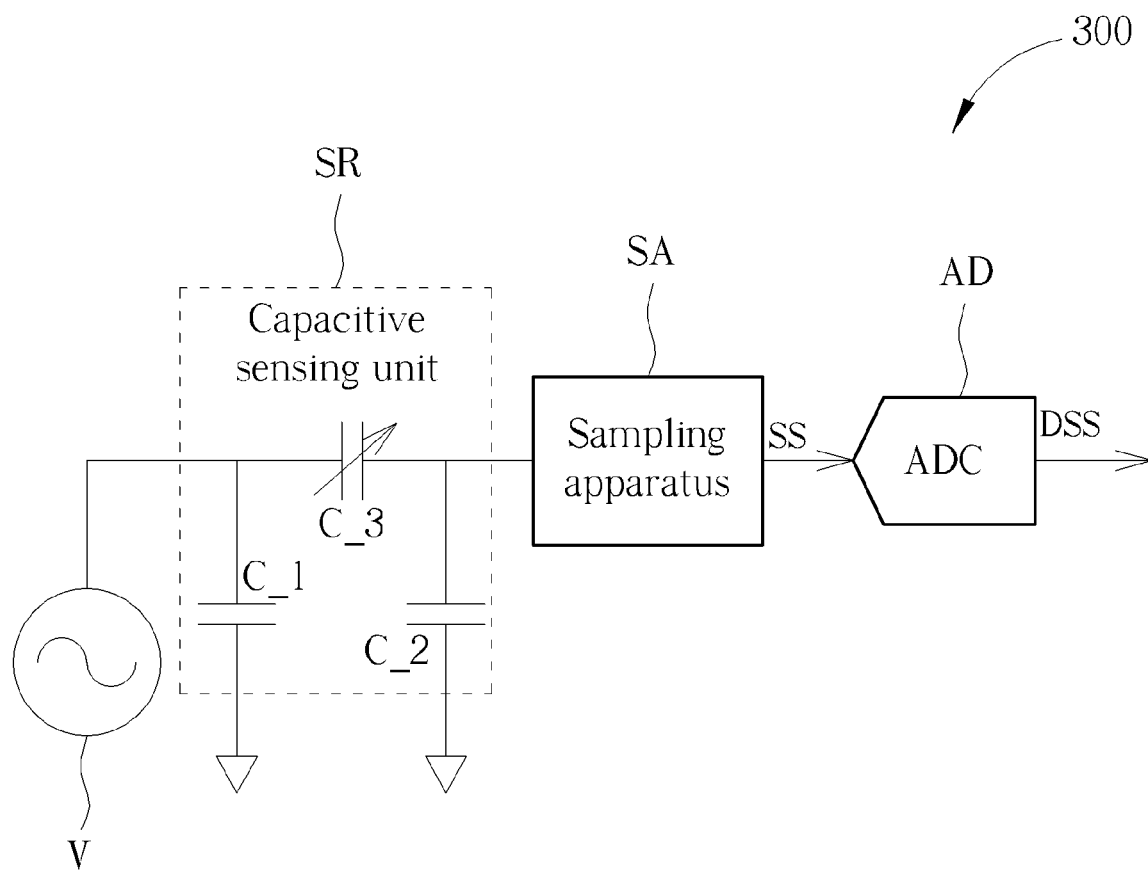 300
SR
SA
AD
Capacitive
sensing unit
Sampling
apparatus
SS
ADC
DSS
C_3
C_1
C_2
V